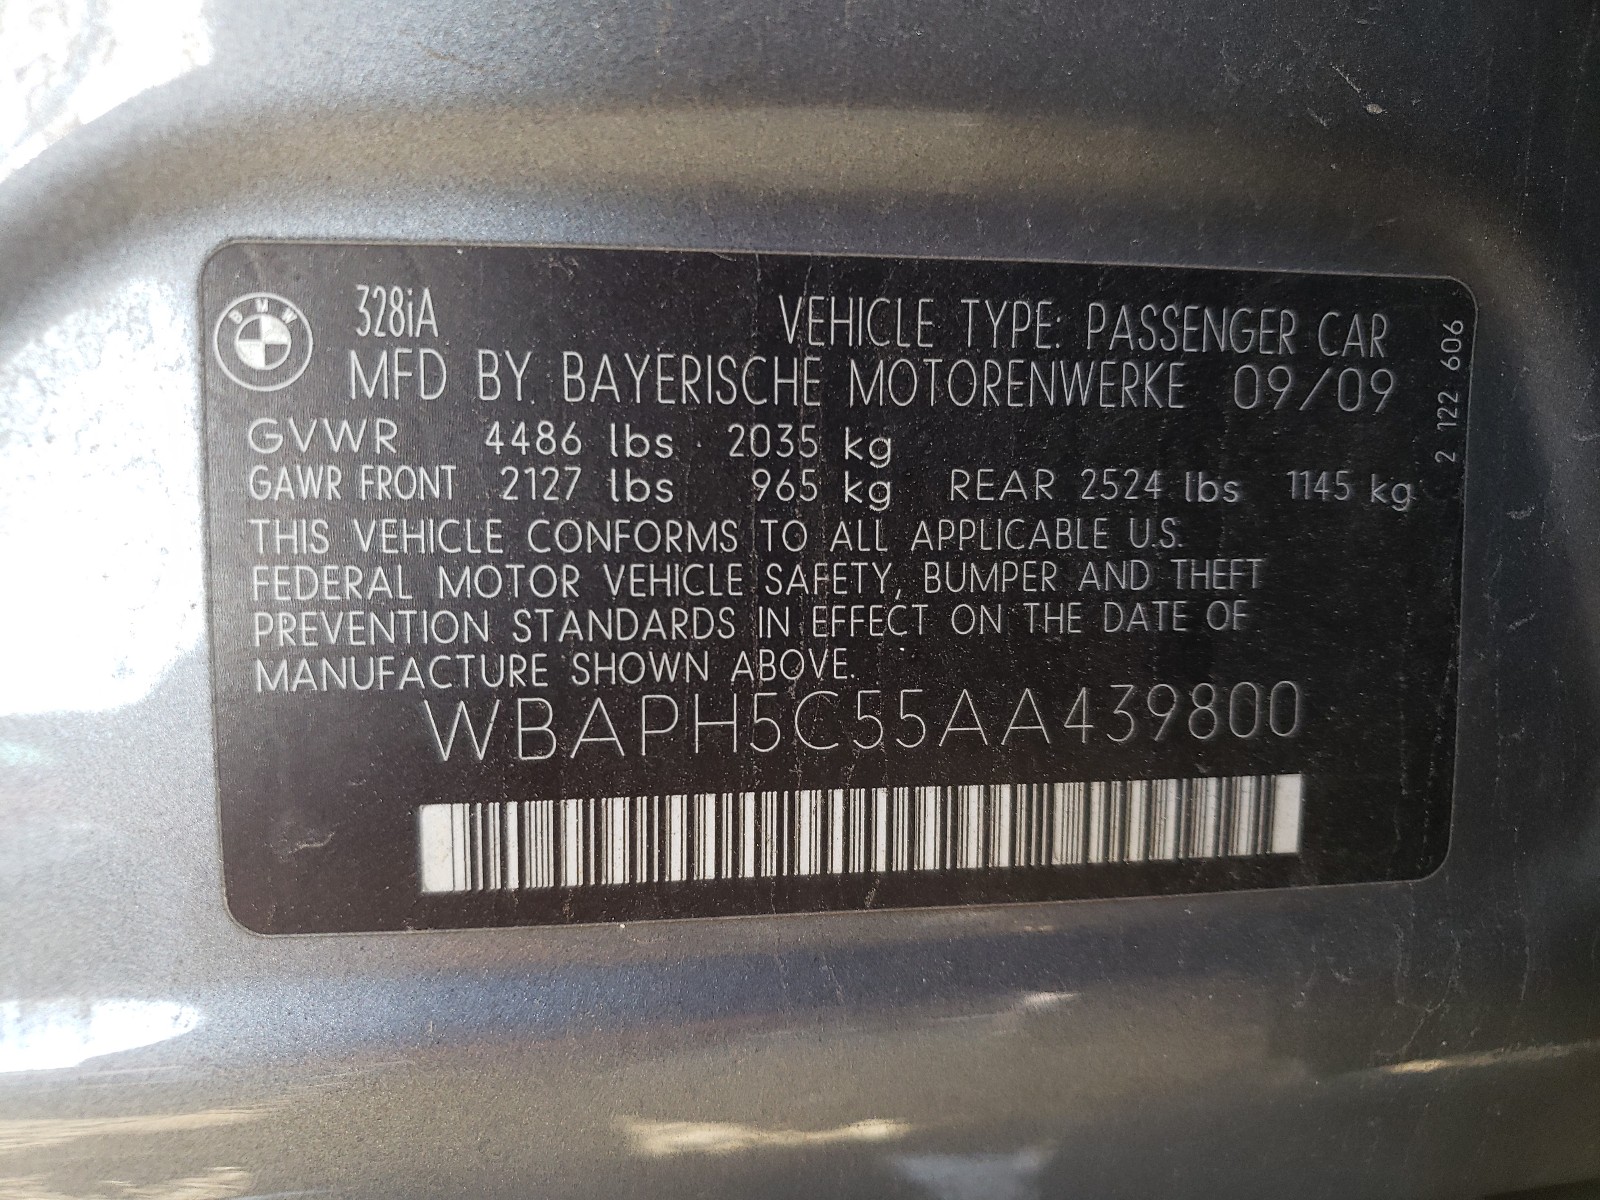 BMW
328iA
VEHICLE TYPE: PASSENGER CAR
MFD BY. BAYERISCHE MOTORENWERKE 09/09
GVWR 4486 lbs 2035 kg
GAWR FRONT 2127 lbs 965 kg REAR 2524 lbs 1145 kg
THIS VEHICLE CONFORMS TO ALL APPLICABLE U.S.
FEDERAL MOTOR VEHICLE SAFETY, BUMPER AND THEFT
PREVENTION STANDARDS IN EFFECT ON THE DATE OF
MANUFACTURE SHOWN ABOVE.
WBAPH5C55AA439800
2 122 606